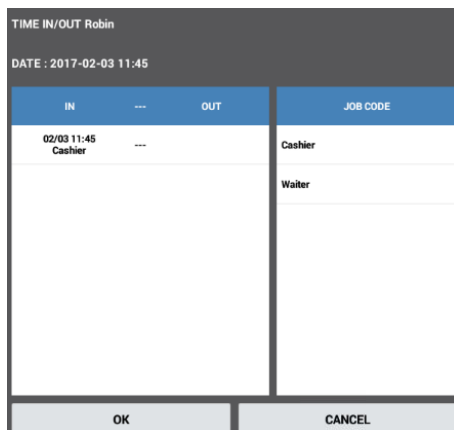 TIME IN/OUT Robin
DATE : 2017-02-03 11:45
IN --- OUT
JOB CODE
02/03 11:45
Cashier
---
Cashier
Waiter
OK
CANCEL